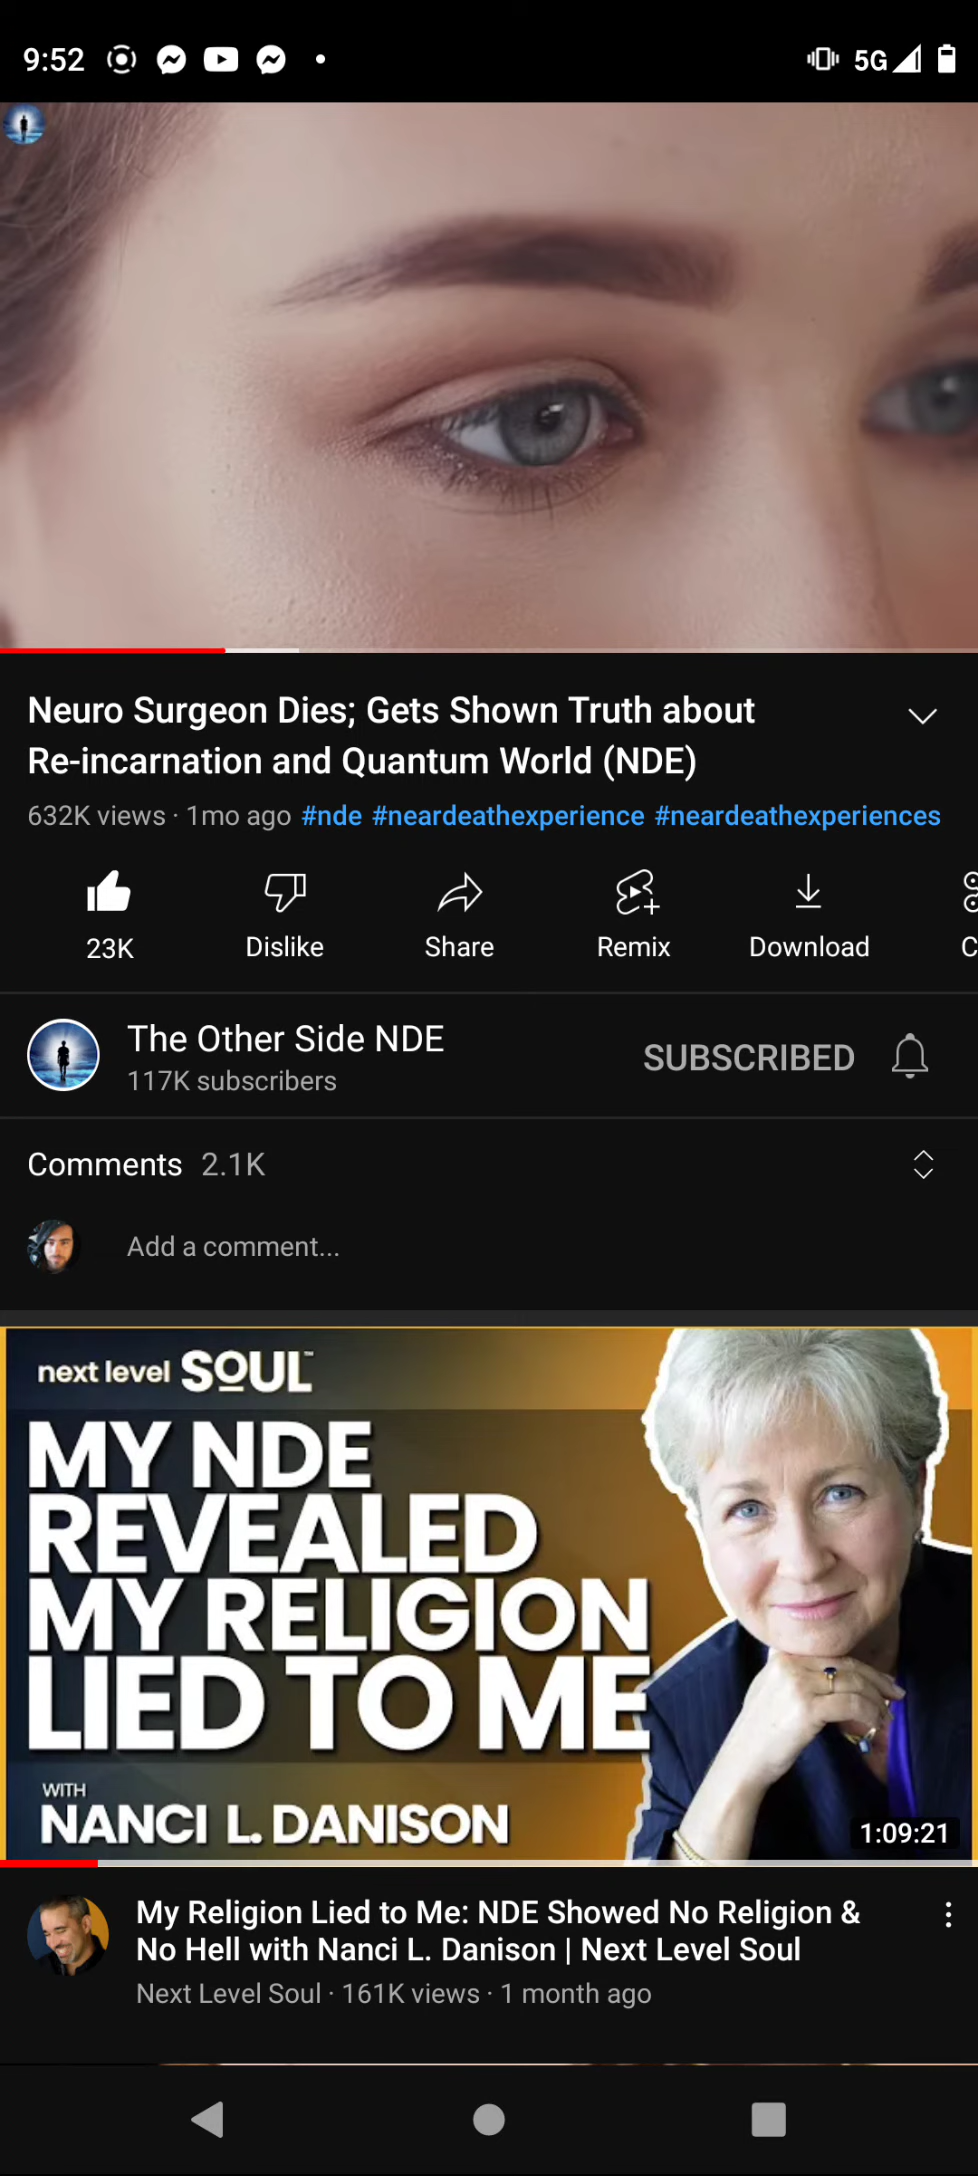 9:52
5G
Neuro Surgeon Dies; Gets Shown Truth about
Re-incarnation and Quantum World (NDE)
632K views · 1mo ago #nde #neardeathexperience #neardeathexperiences
23K Dislike Share Remix Download C
The Other Side NDE
117K subscribers
SUBSCRIBED
Comments 2.1K
Add a comment...
next level SOUL™
MY NDE
REVEALED
MY RELIGION
LIED TO ME
WITH
NANCI L. DANISON
1:09:21
My Religion Lied to Me: NDE Showed No Religion &
No Hell with Nanci L. Danison | Next Level Soul
Next Level Soul · 161K views · 1 month ago